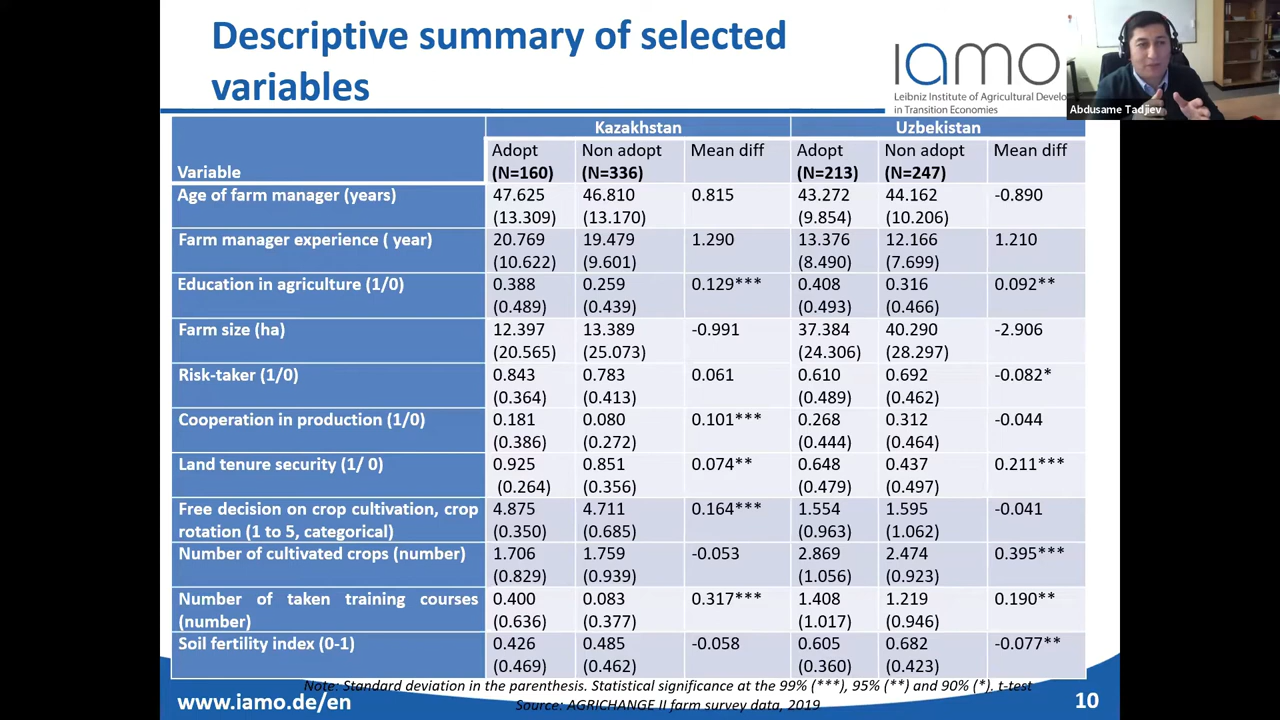 Descriptive summary of selected
variables
iamo
Leibniz Institute of Agricultural Develo
in Transition Economies
Abdusame Tadjiev
Kazakhstan Uzbekistan
Variable Adopt (N=160) Non adopt (N=336) Mean diff Adopt (N=213) Non adopt (N=247) Mean diff
Age of farm manager (years) 47.625 46.810 0.815 43.272 44.162 -0.890
(13.309) (13.170) (9.854) (10.206)
Farm manager experience ( year) 20.769 19.479 1.290 13.376 12.166 1.210
(10.622) (9.601) (8.490) (7.699)
Education in agriculture (1/0) 0.388 0.259 0.129*** 0.408 0.316 0.092**
(0.489) (0.439) (0.493) (0.466)
Farm size (ha) 12.397 13.389 -0.991 37.384 40.290 -2.906
(20.565) (25.073) (24.306) (28.297)
Risk-taker (1/0) 0.843 0.783 0.061 0.610 0.692 -0.082*
(0.364) (0.413) (0.489) (0.462)
Cooperation in production (1/0) 0.181 0.080 0.101*** 0.268 0.312 -0.044
(0.386) (0.272) (0.444) (0.464)
Land tenure security (1/ 0) 0.925 0.851 0.074** 0.648 0.437 0.211***
(0.264) (0.356) (0.479) (0.497)
Free decision on crop cultivation, crop 4.875 4.711 0.164*** 1.554 1.595 -0.041
rotation (1 to 5, categorical) (0.350) (0.685) (0.963) (1.062)
Number of cultivated crops (number) 1.706 1.759 -0.053 2.869 2.474 0.395***
(0.829) (0.939) (1.056) (0.923)
Number of taken training courses 0.400 0.083 0.317*** 1.408 1.219 0.190**
(number) (0.636) (0.377) (1.017) (0.946)
Soil fertility index (0-1) 0.426 0.485 -0.058 0.605 0.682 -0.077**
(0.469) (0.462) (0.360) (0.423)
Note: Standard deviation in the parenthesis. Statistical significance at the 99% (***), 95% (**) and 90% (*). t-test
Source: AGRICHANGE II farm survey data, 2019
www.iamo.de/en 10